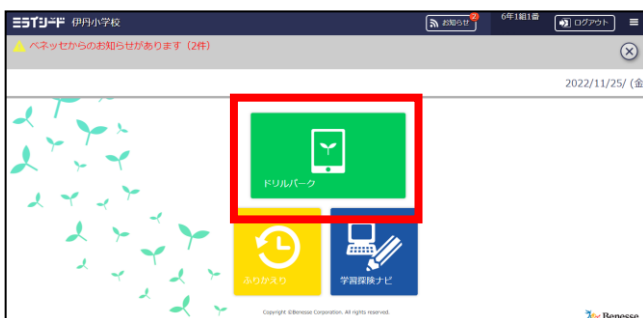 ミライシード 伊丹小学校
お知らせ 2
6年1組1番
ログアウト
ベネッセからのお知らせがあります（2件）
2022/11/25/ (金
ドリルパーク
ふりかえり
学習探険ナビ
Copyright ©Benesse Corporation. All rights reserved.
Benesse